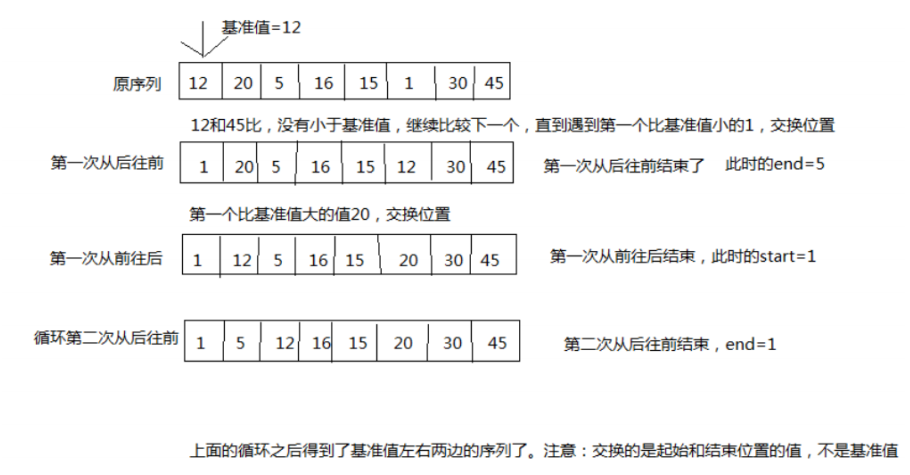 基准值=12
原序列 12 20 5 16 15 1 30 45
12和45比，没有小于基准值，继续比较下一个，直到遇到第一个比基准值小的1，交换位置
第一次从后往前 1 20 5 16 15 12 30 45 第一次从后往前结束了 此时的end=5
第一个比基准值大的值20，交换位置
第一次从前往后 1 12 5 16 15 20 30 45 第一次从前往后结束，此时的start=1
循环第二次从后往前 1 5 12 16 15 20 30 45 第二次从后往前结束，end=1
上面的循环之后得到了基准值左右两边的序列了。注意：交换的是起始和结束位置的值，不是基准值